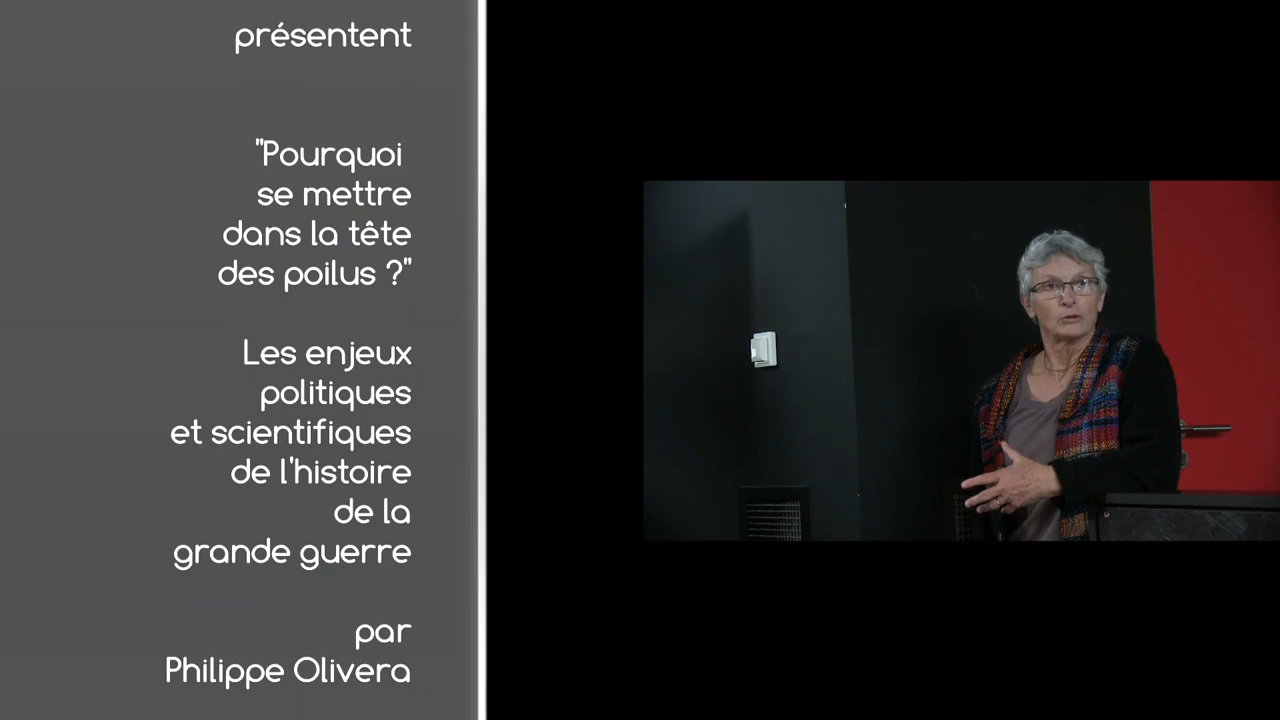 présentent
"Pourquoi
se mettre
dans la tête
des poilus ?"
Les enjeux
politiques
et scientifiques
de l'histoire
de la
grande guerre
par
Philippe Olivera